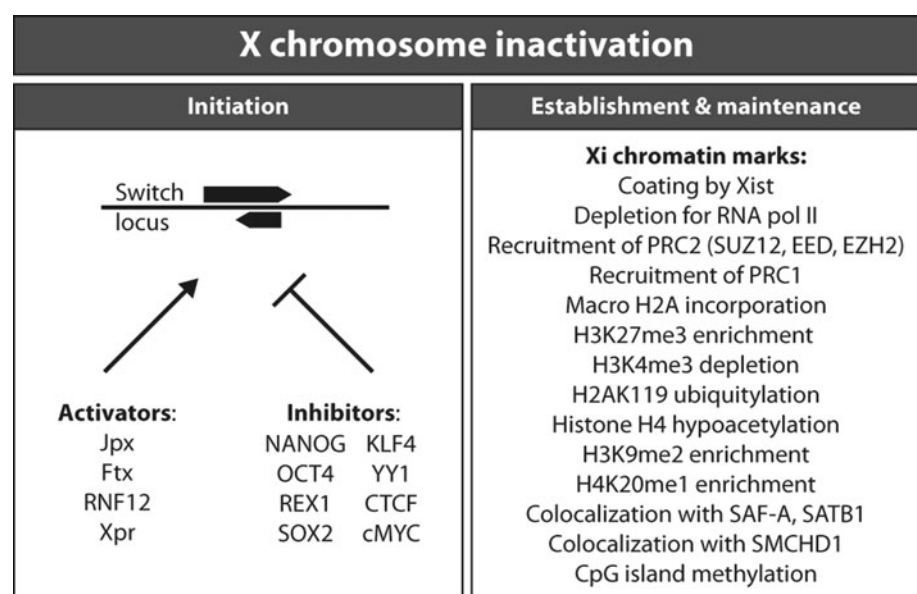 X chromosome inactivation
Initiation
Switch
locus
Activators:
Jpx
Ftx
RNF12
Xpr
Inhibitors:
NANOG KLF4
OCT4 YY1
REX1 CTCF
SOX2 cMYC
Establishment & maintenance
Xi chromatin marks:
Coating by Xist
Depletion for RNA pol II
Recruitment of PRC2 (SUZ12, EED, EZH2)
Recruitment of PRC1
Macro H2A incorporation
H3K27me3 enrichment
H3K4me3 depletion
H2AK119 ubiquitylation
Histone H4 hypoacetylation
H3K9me2 enrichment
H4K20me1 enrichment
Colocalization with SAF-A, SATB1
Colocalization with SMCHD1
CpG island methylation